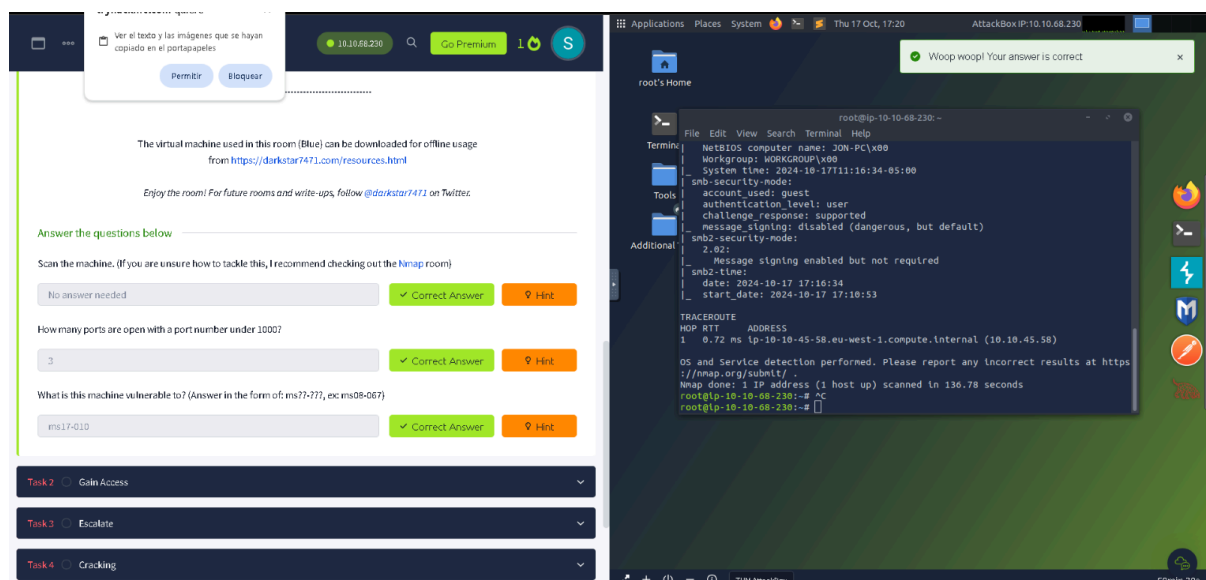 Ver el texto y las imágenes que se hayan
copiado en el portapapeles
Permitir
Bloquear
10.10.68.230
Go Premium
1
S
The virtual machine used in this room (Blue) can be downloaded for offline usage
from https://darkstar7471.com/resources.html
Enjoy the room! For future rooms and write-ups, follow @darkstar7471 on Twitter.
Answer the questions below
Scan the machine. (If you are unsure how to tackle this, I recommend checking out the Nmap room)
No answer needed
Correct Answer
Hint
How many ports are open with a port number under 1000?
3
Correct Answer
Hint
What is this machine vulnerable to? (Answer in the form of: ms??-???, ex: ms08-067)
ms17-010
Correct Answer
Hint
Task 2
Gain Access
Task 3
Escalate
Task 4
Cracking
Applications Places System
Thu 17 Oct, 17:20
AttackBox IP:10.10.68.230
Woop woop! Your answer is correct
×
root's Home
Tools
Additional
root@ip-10-10-68-230: ~
File Edit View Search Terminal Help
| NetBIOS computer name: JON-PC\x00
| Workgroup: WORKGROUP\x00
|_ System time: 2024-10-17T11:16:34-05:00
| smb-security-mode:
| account_used: guest
| authentication_level: user
| challenge_response: supported
|_ message_signing: disabled (dangerous, but default)
| smb2-security-mode:
| 2.02:
|_ Message signing enabled but not required
| smb2-time:
| date: 2024-10-17 17:16:34
|_ start_date: 2024-10-17 17:10:53
TRACEROUTE
HOP RTT ADDRESS
1 0.72 ms ip-10-10-45-58.eu-west-1.compute.internal (10.10.45.58)
OS and Service detection performed. Please report any incorrect results at https
://nmap.org/submit/ .
Nmap done: 1 IP address (1 host up) scanned in 136.78 seconds
root@ip-10-10-68-230:~# ^C
root@ip-10-10-68-230:~#